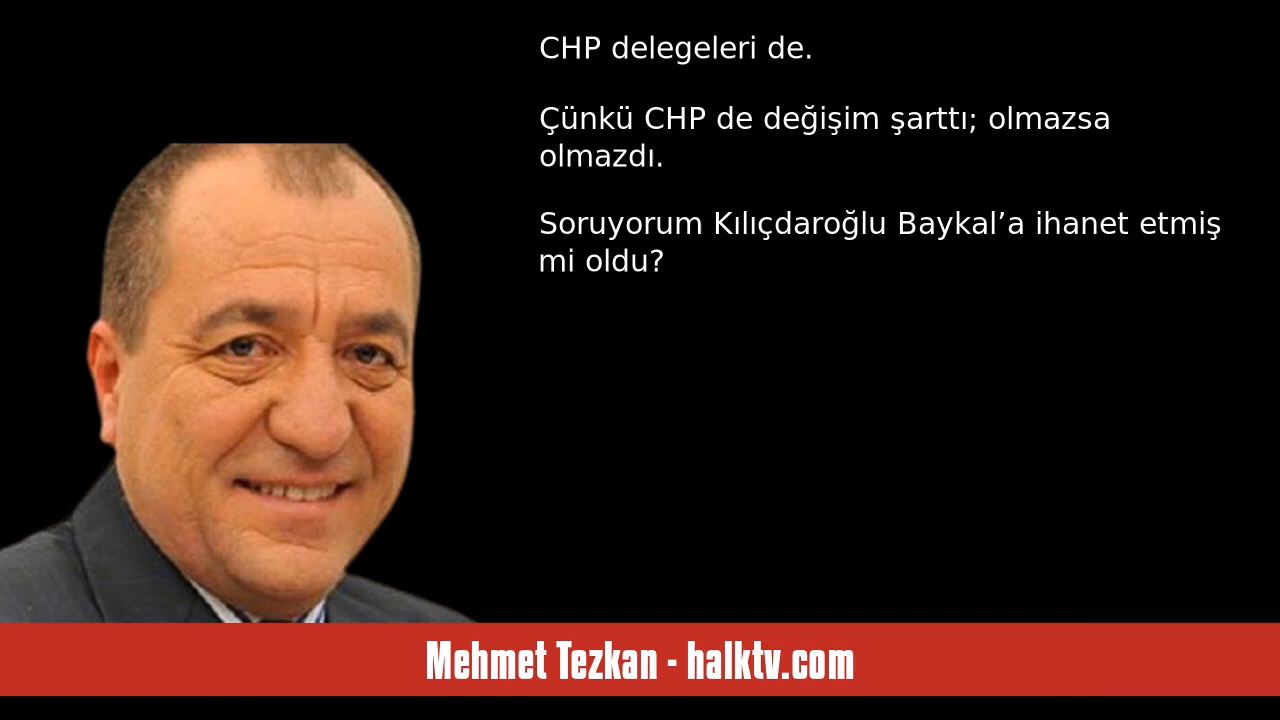 CHP delegeleri de.
Çünkü CHP de değişim şarttı; olmazsa
olmazdı.
Soruyorum Kılıçdaroğlu Baykal’a ihanet etmiş
mi oldu?
Mehmet Tezkan - halktv.com